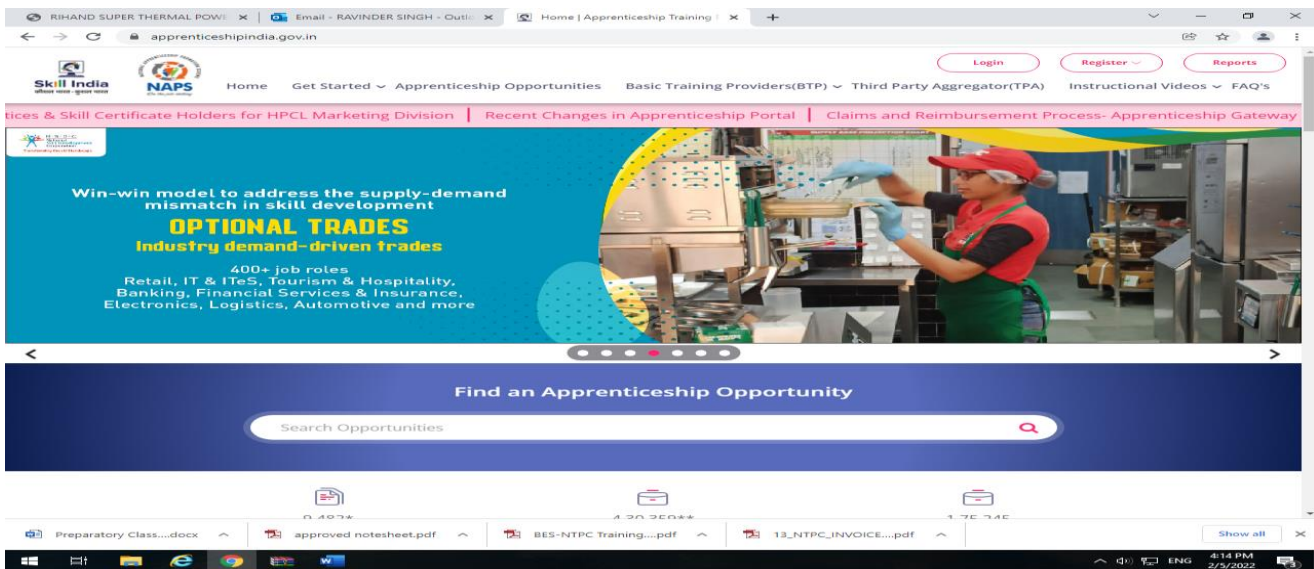 RIHAND SUPER THERMAL POWE
Email - RAVINDER SINGH - Outlo
Home | Apprenticeship Training
apprenticeshipindia.gov.in
Login
Register
Reports
Skill India
कौशल भारत - कुशल भारत
NAPS
Home
Get Started
Apprenticeship Opportunities
Basic Training Providers(BTP)
Third Party Aggregator(TPA)
Instructional Videos
FAQ's
tices & Skill Certificate Holders for HPCL Marketing Division | Recent Changes in Apprenticeship Portal | Claims and Reimbursement Process- Apprenticeship Gateway
N·S·D·C
Win-win model to address the supply-demand
mismatch in skill development
OPTIONAL TRADES
Industry demand-driven trades
400+ job roles
Retail, IT & ITeS, Tourism & Hospitality,
Banking, Financial Services & Insurance,
Electronics, Logistics, Automotive and more
Find an Apprenticeship Opportunity
Search Opportunities
Preparatory Class....docx
approved notesheet.pdf
BES-NTPC Training....pdf
13_NTPC_INVOICE....pdf
Show all
ENG
4:14 PM
2/5/2022